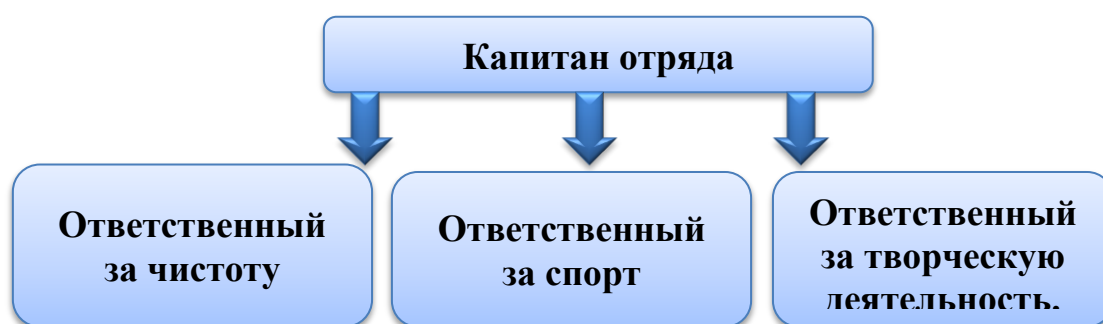 Капитан отряда
Ответственный
за чистоту
Ответственный
за спорт
Ответственный
за творческую
деятельность.